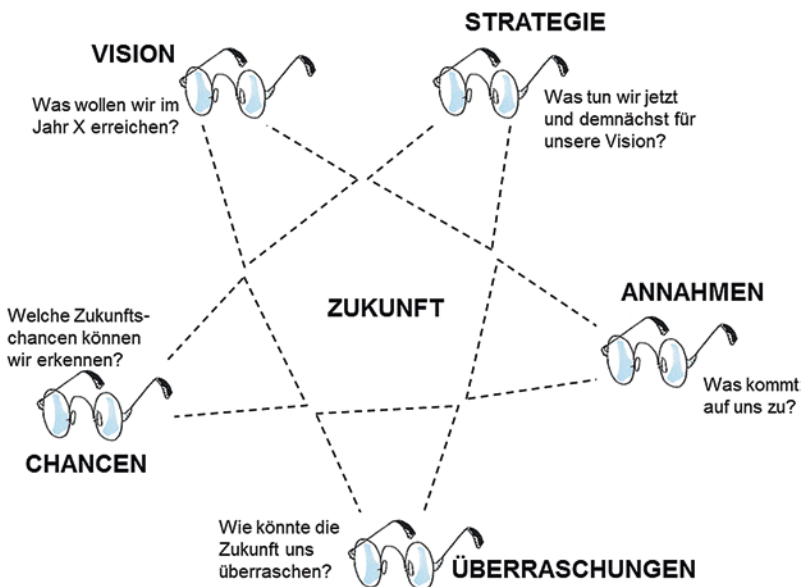 VISION
Was wollen wir im
Jahr X erreichen?
STRATEGIE
Was tun wir jetzt
und demnächst für
unsere Vision?
ZUKUNFT
ANNAHMEN
Was kommt
auf uns zu?
Welche Zukunfts-
chancen können
wir erkennen?
CHANCEN
Wie könnte die
Zukunft uns
überraschen?
ÜBERRASCHUNGEN